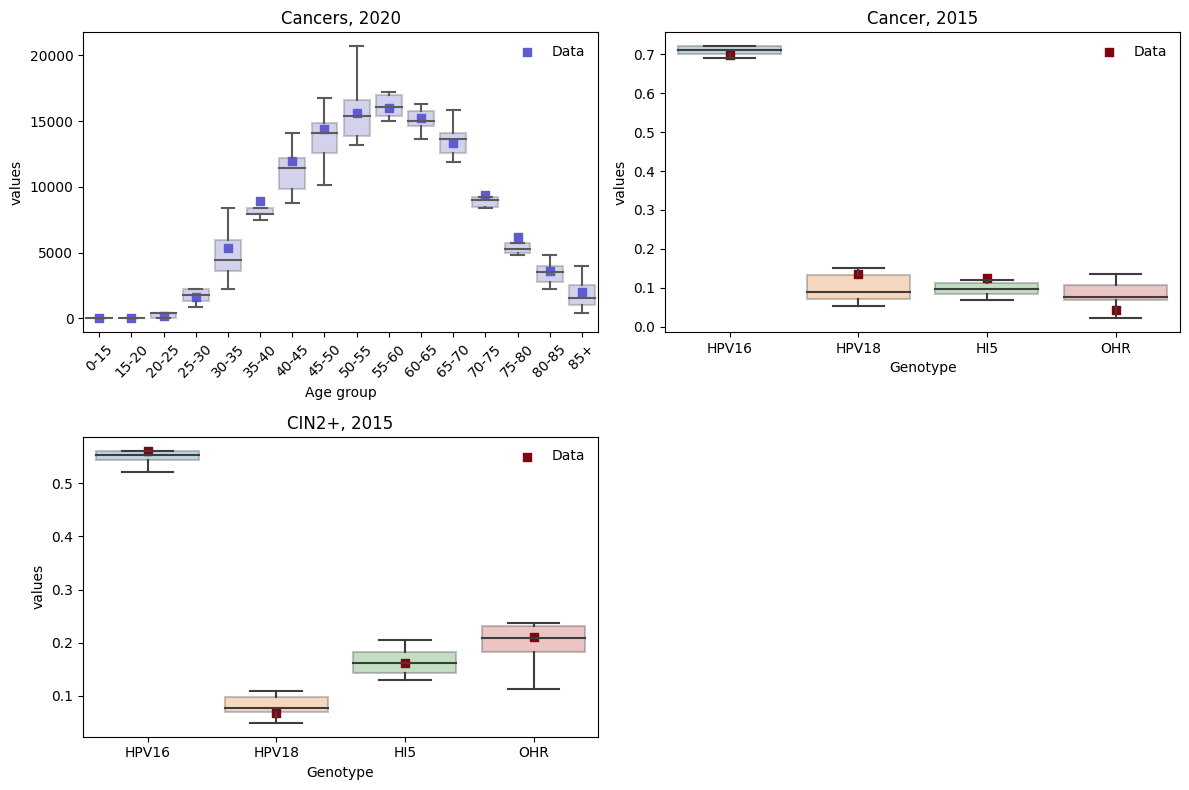 Cancers, 2020
values
20000
15000
10000
5000
0
Data
0-15 15-20 20-25 25-30 30-35 35-40 40-45 45-50 50-55 55-60 60-65 65-70 70-75 75-80 80-85 85+
Age group
Cancer, 2015
values
0.7
0.6
0.5
0.4
0.3
0.2
0.1
0.0
Data
HPV16 HPV18 HI5 OHR
Genotype
CIN2+, 2015
values
0.5
0.4
0.3
0.2
0.1
Data
HPV16 HPV18 HI5 OHR
Genotype